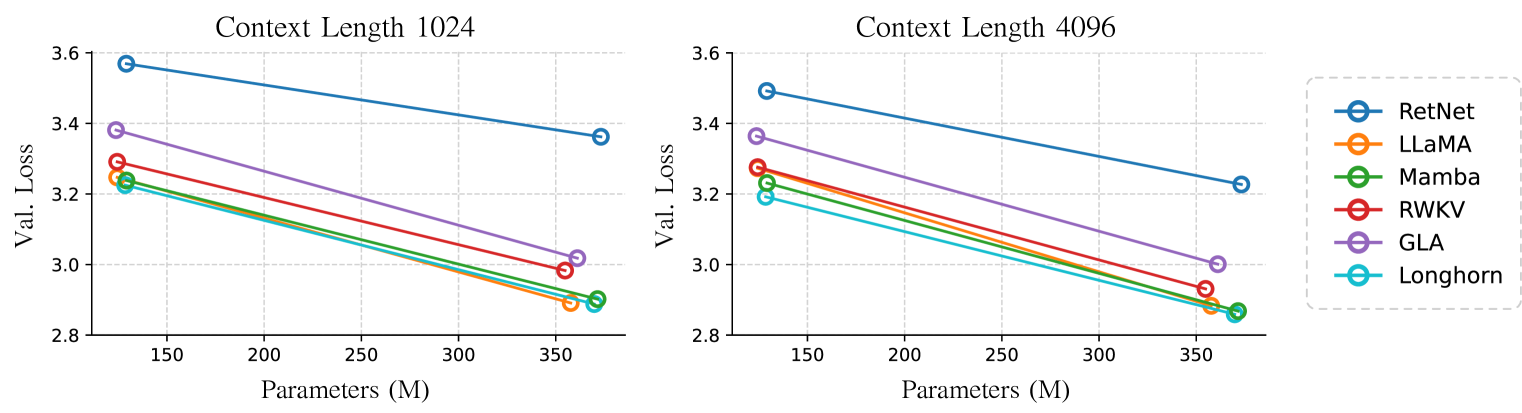 Context Length 1024
3.6
3.4
3.2
3.0
2.8
Val. Loss
150 200 250 300 350
Parameters (M)
Context Length 4096
3.6
3.4
3.2
3.0
2.8
Val. Loss
150 200 250 300 350
Parameters (M)
RetNet
LLaMA
Mamba
RWKV
GLA
Longhorn